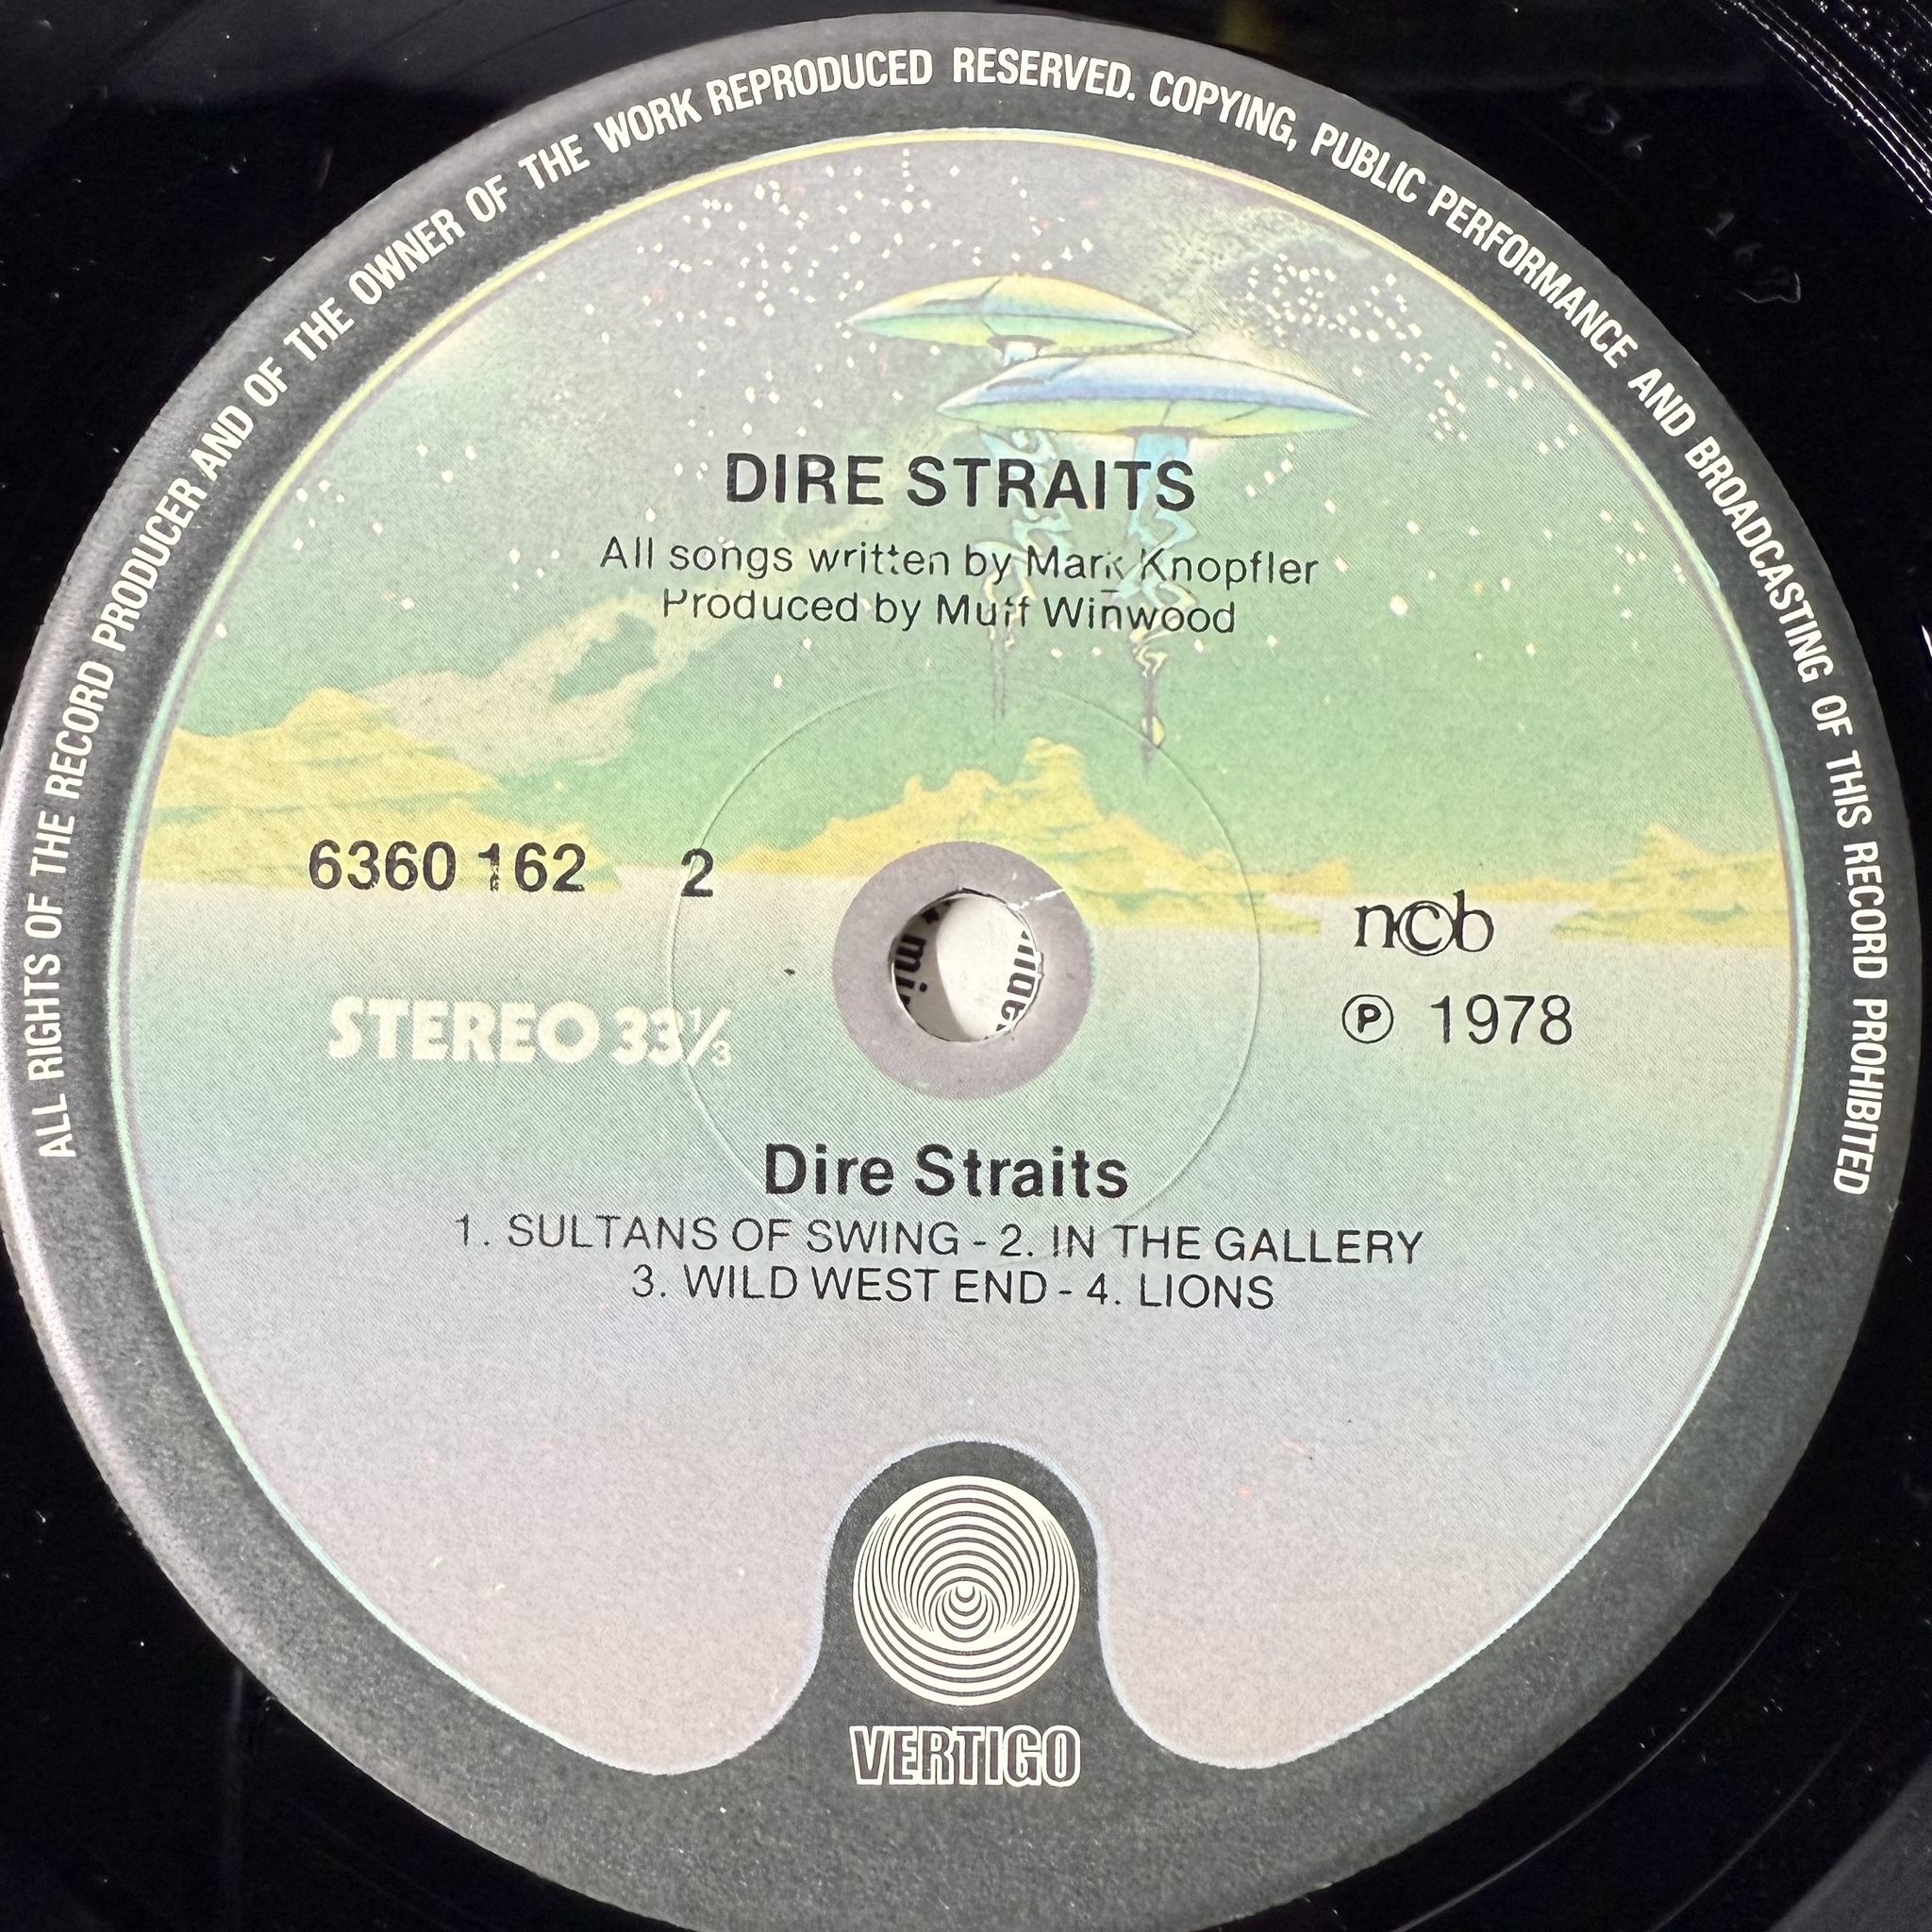 ALL RIGHTS OF THE RECORD PRODUCER AND OF THE OWNER OF THE WORK REPRODUCED RESERVED. COPYING, PUBLIC PERFORMANCE AND BROADCASTING OF THIS RECORD PROHIBITED
DIRE STRAITS
All songs written by Mark Knopfler
Produced by Muff Winwood
6360 162 2
STEREO 33⅓
ncb
Ⓟ 1978
Dire Straits
1. SULTANS OF SWING - 2. IN THE GALLERY
3. WILD WEST END - 4. LIONS
VERTIGO